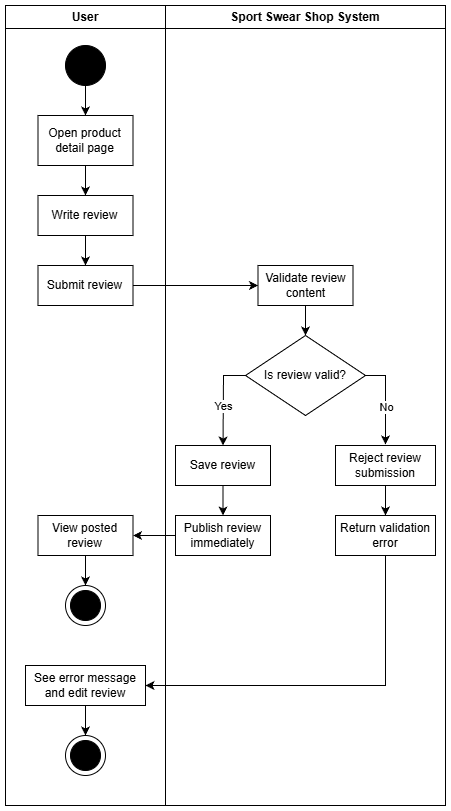 User
Sport Swear Shop System
Open product
detail page
Write review
Submit review
Validate review
content
Is review valid?
Yes
No
Save review
Reject review
submission
View posted
review
Publish review
immediately
Return validation
error
See error message
and edit review